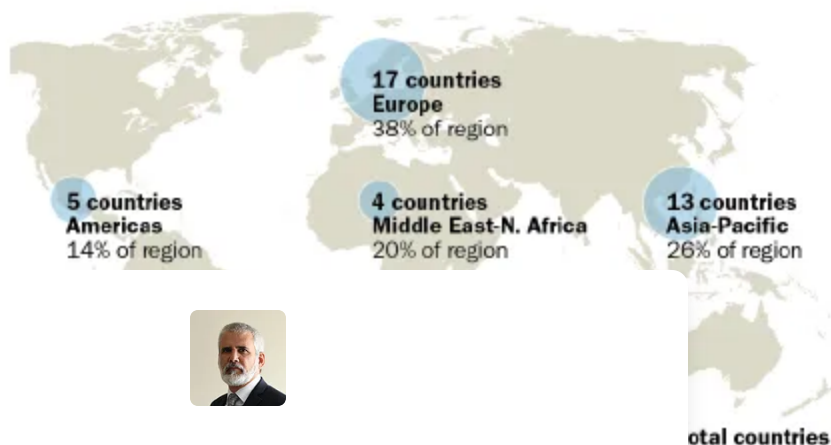 17 countries
Europe
38% of region
5 countries
Americas
14% of region
4 countries
Middle East-N. Africa
20% of region
13 countries
Asia-Pacific
26% of region
otal countries